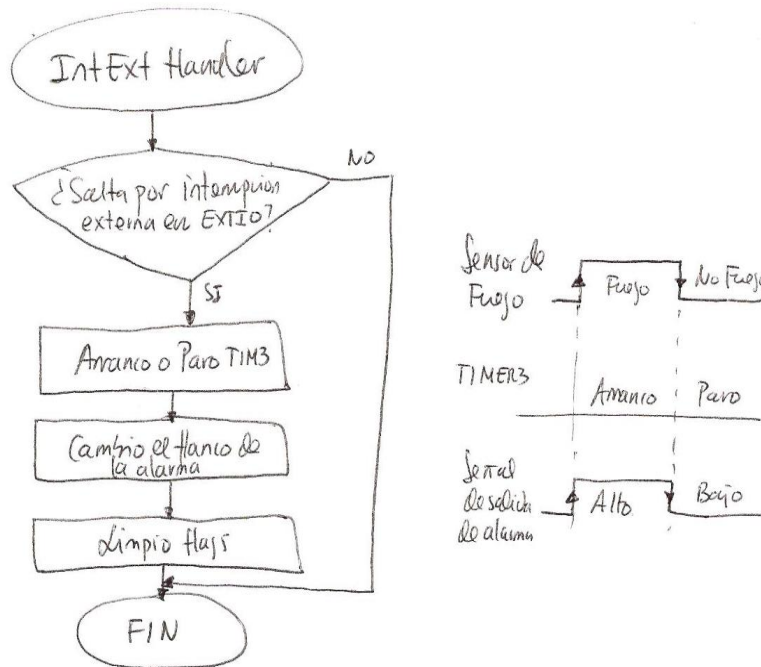 IntExt Handler
NO
¿Salta por interrupcion
externa en EXTI0?
SI
Arranco o Paro TIM3
Cambio el flanco de
la alarma
Limpio flags
FIN
Sensor de
Fuego
Fuego
No Fuego
TIMER3
Arranco
Paro
Señal
de salida
de alarma
Alto
Bajo